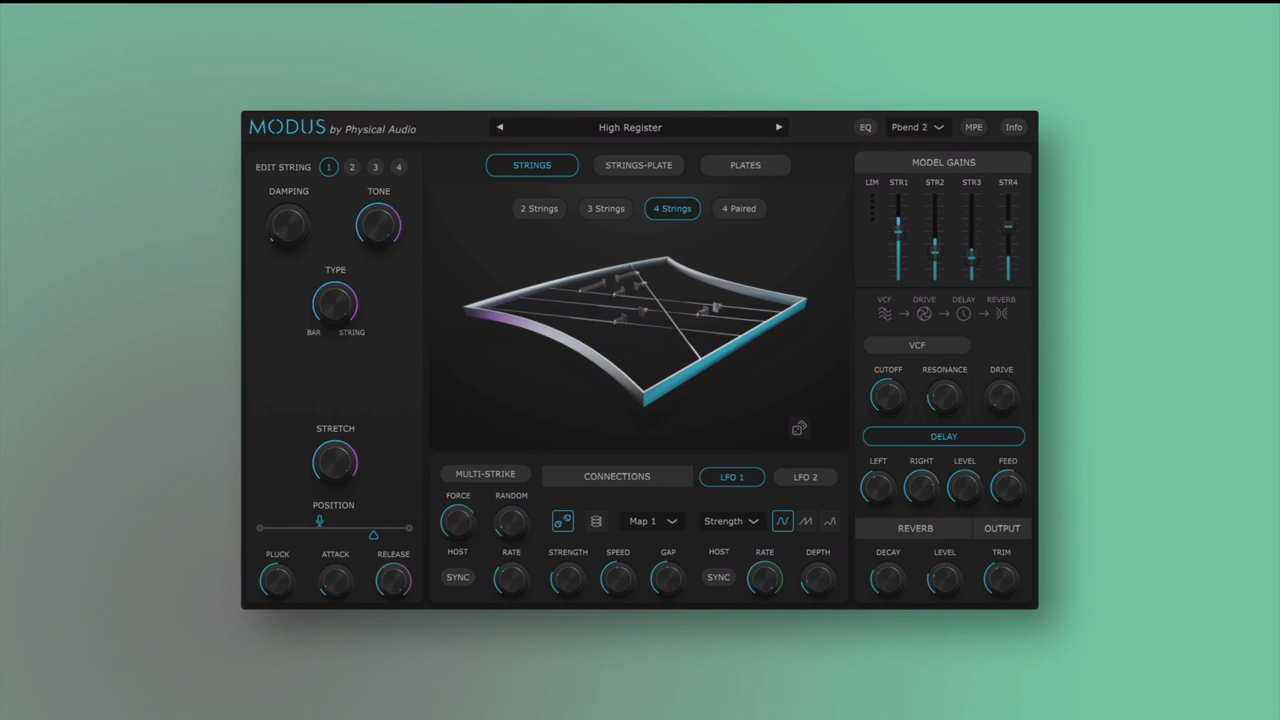 MODUS by Physical Audio
High Register
EQ
Pbend 2
MPE
Info
EDIT STRING 1 2 3 4
DAMPING TONE
TYPE
BAR STRING
STRETCH
POSITION
PLUCK ATTACK RELEASE
STRINGS STRINGS-PLATE PLATES
2 Strings 3 Strings 4 Strings 4 Paired
MULTI-STRIKE CONNECTIONS LFO 1 LFO 2
FORCE RANDOM
Map 1 Strength
HOST RATE STRENGTH SPEED GAP HOST RATE DEPTH
SYNC SYNC
MODEL GAINS
LIM STR1 STR2 STR3 STR4
VCF DRIVE DELAY REVERB
VCF
CUTOFF RESONANCE DRIVE
DELAY
LEFT RIGHT LEVEL FEED
REVERB OUTPUT
DECAY LEVEL TRIM